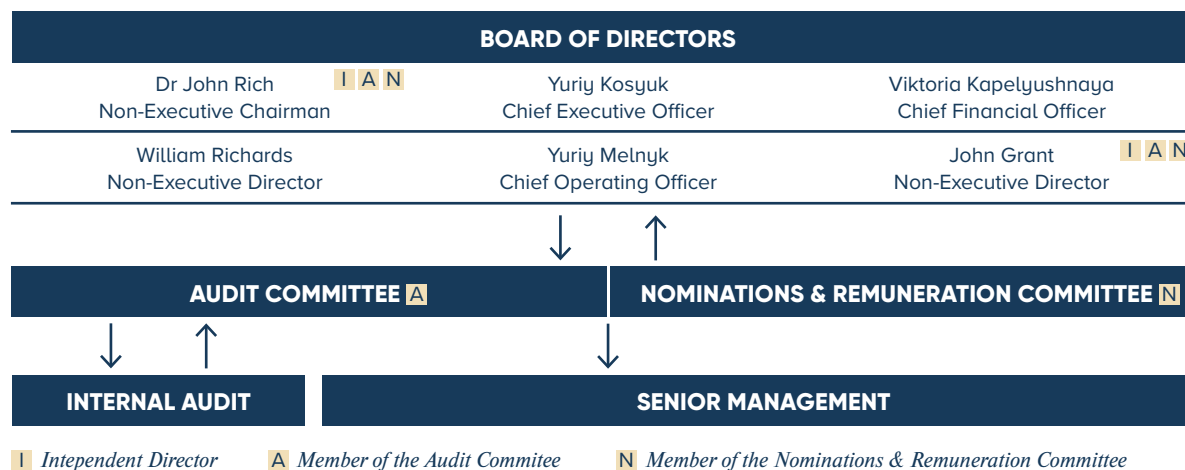 BOARD OF DIRECTORS
Dr John Rich I A N
Non-Executive Chairman
Yuriy Kosyuk
Chief Executive Officer
Viktoria Kapelyushnaya
Chief Financial Officer
William Richards
Non-Executive Director
Yuriy Melnyk
Chief Operating Officer
John Grant I A N
Non-Executive Director
AUDIT COMMITTEE A
NOMINATIONS & REMUNERATION COMMITTEE N
INTERNAL AUDIT
SENIOR MANAGEMENT
I Intependent Director
A Member of the Audit Commitee
N Member of the Nominations & Remuneration Committee